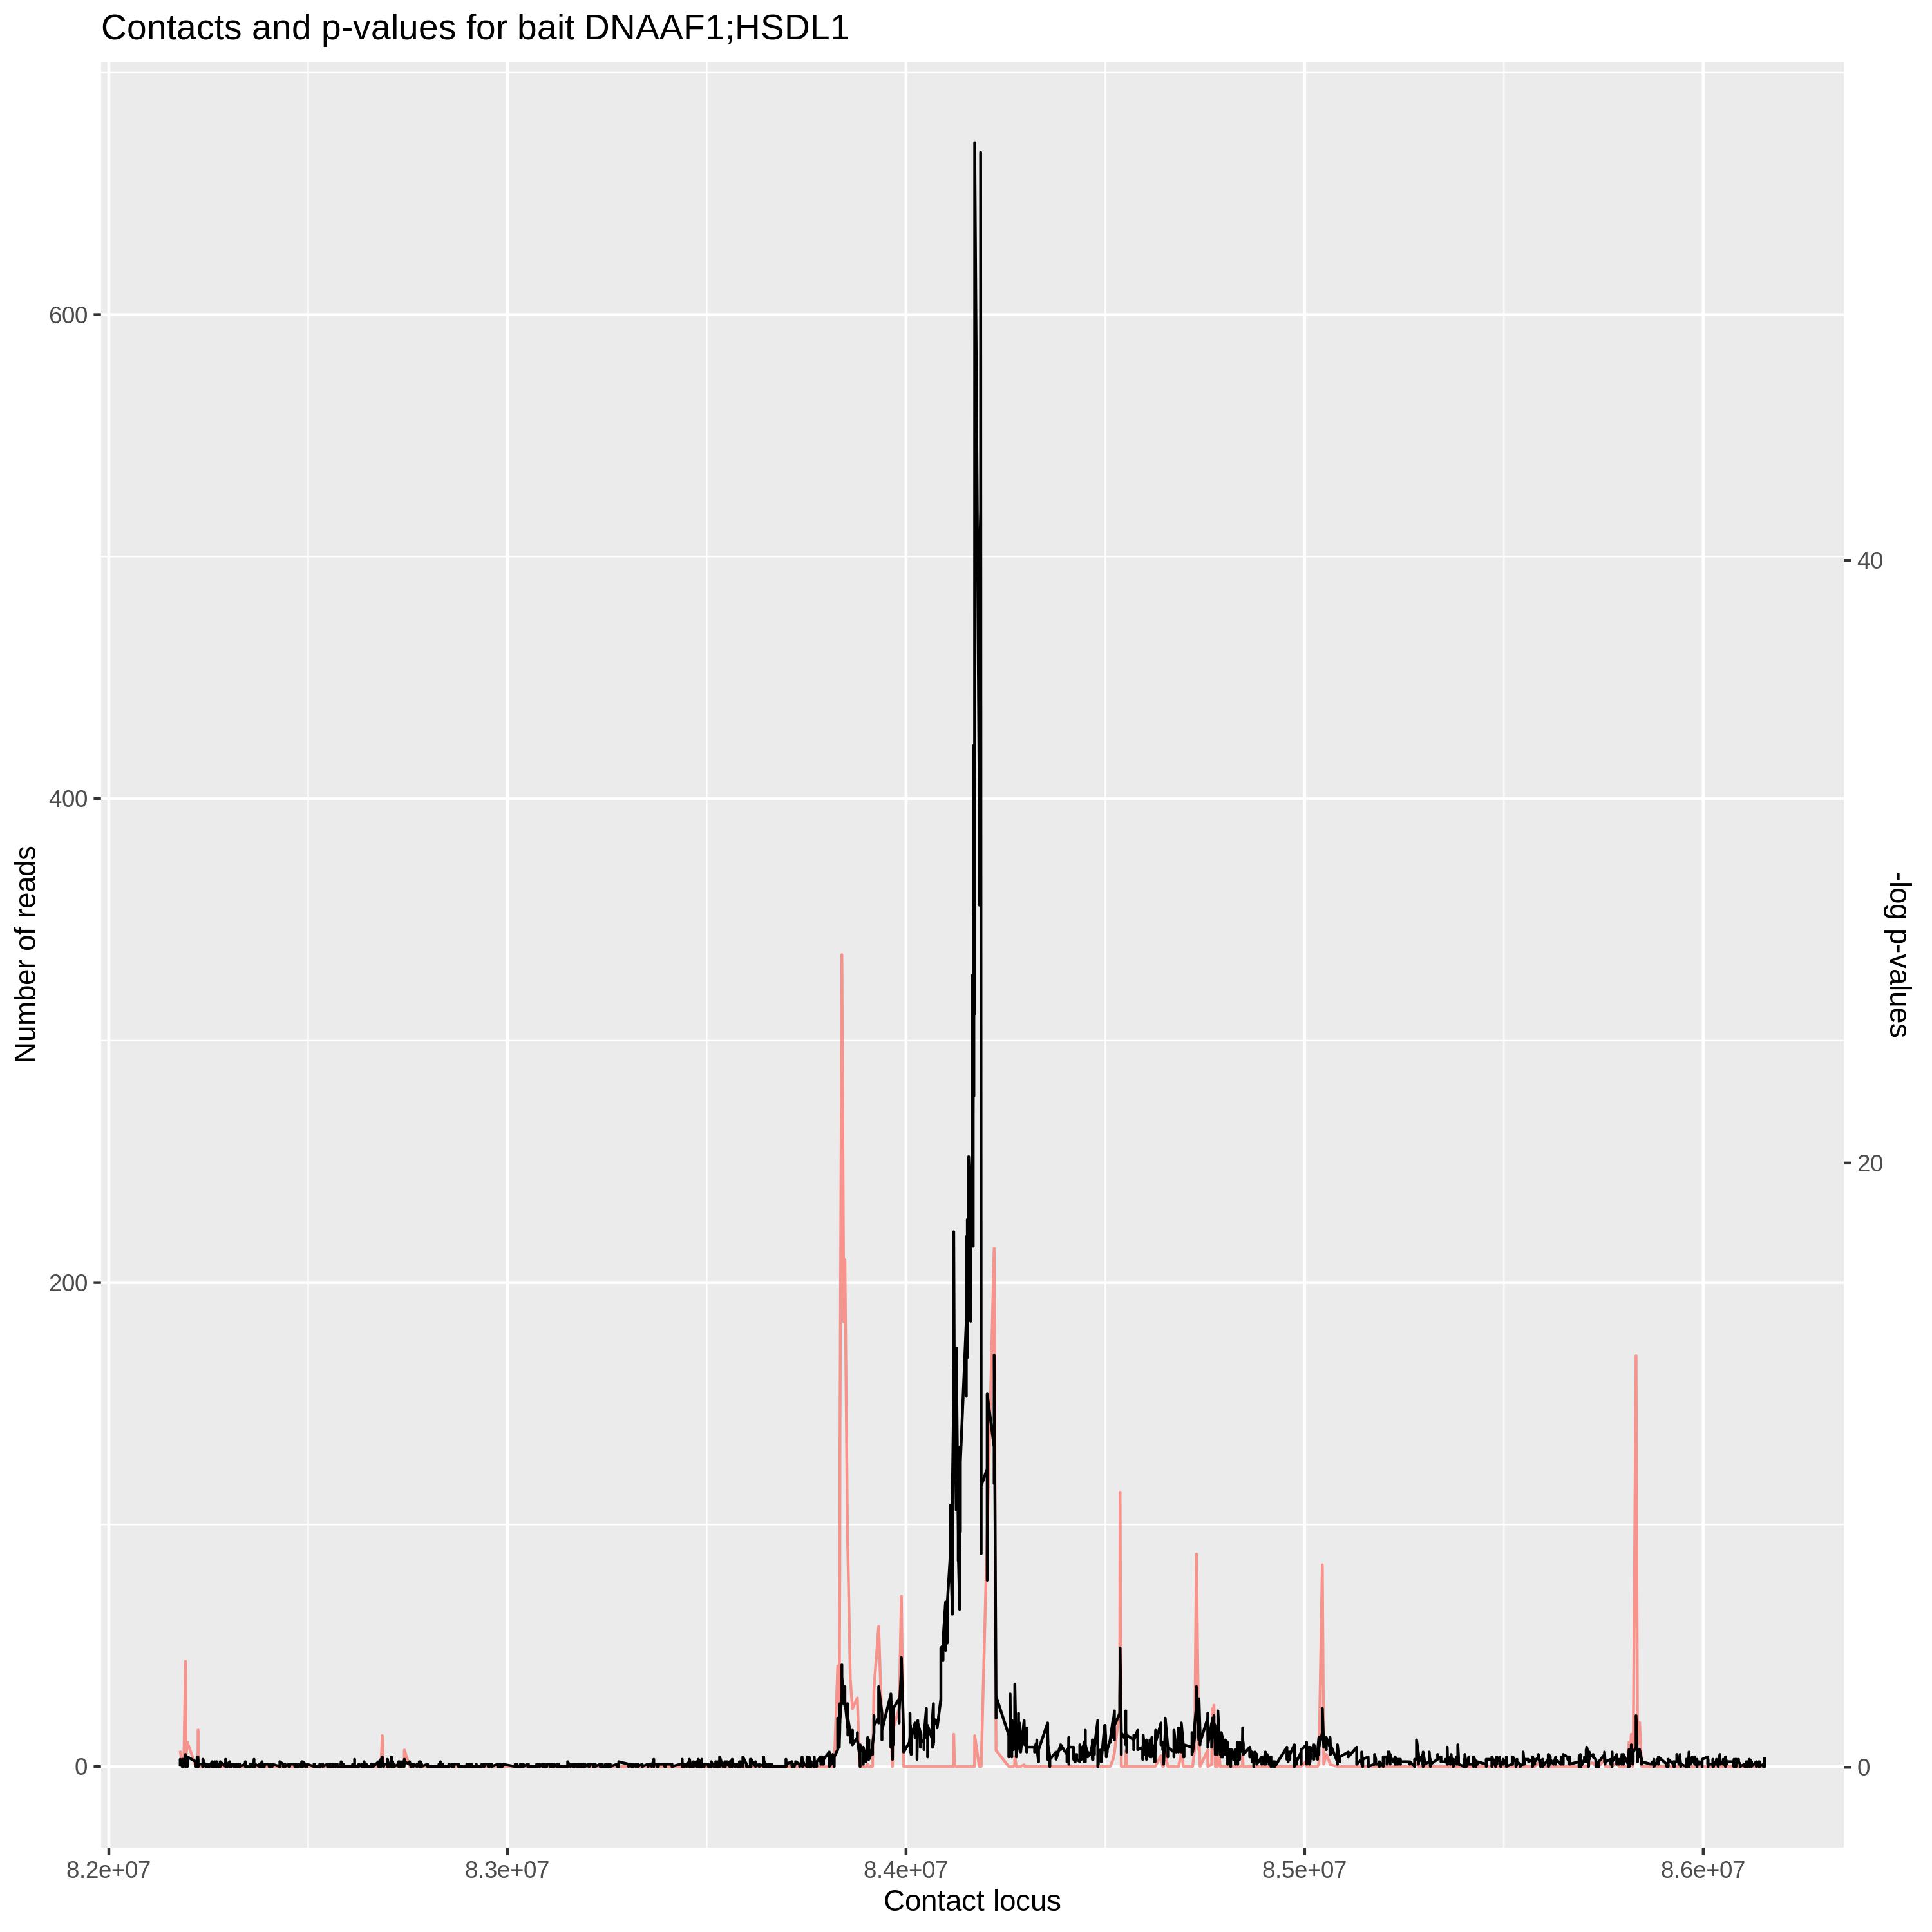 Contacts and p-values for bait DNAAF1;HSDL1
600
400
200
0
Number of reads
40
20
0
-log p-values
8.2e+07 8.3e+07 8.4e+07 8.5e+07 8.6e+07
Contact locus